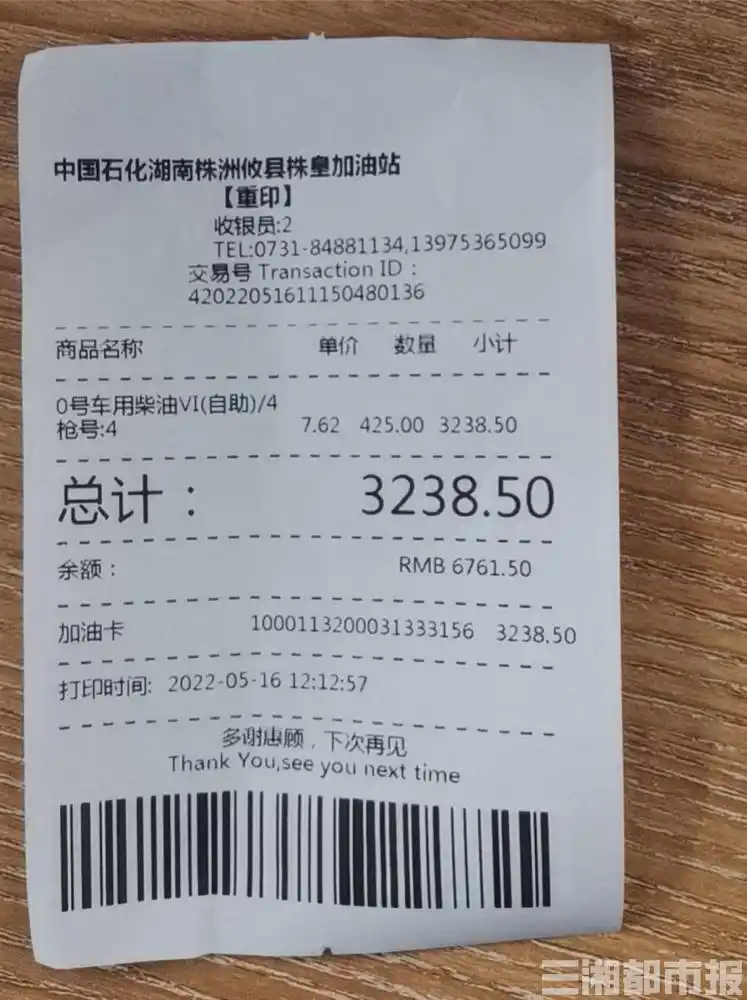 中国石化湖南株洲攸县株皇加油站
【重印】
收银员:2
TEL:0731-84881134,13975365099
交易号 Transaction ID：
42022051611150480136
商品名称 单价 数量 小计
0号车用柴油VI(自助)/4
枪号:4 7.62 425.00 3238.50
总计： 3238.50
余额： RMB 6761.50
加油卡 1000113200031333156 3238.50
打印时间: 2022-05-16 12:12:57
多谢惠顾，下次再见
Thank You,see you next time
三湘都市报